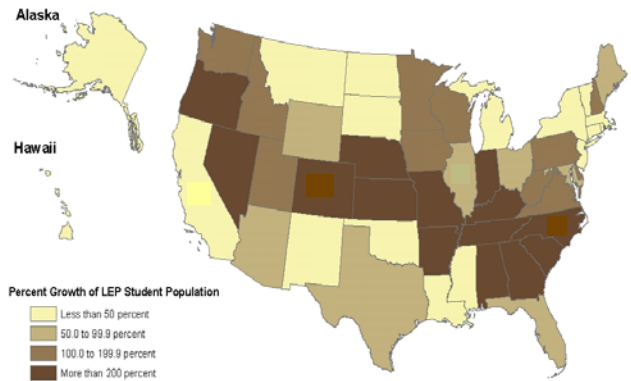 Alaska
Hawaii
Percent Growth of LEP Student Population
Less than 50 percent
50.0 to 99.9 percent
100.0 to 199.9 percent
More than 200 percent